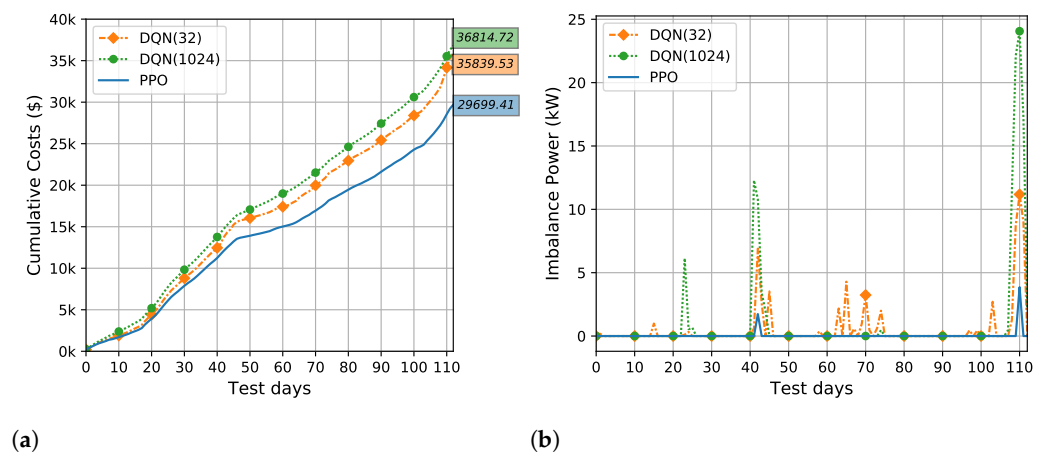 40k
35k
30k
25k
20k
15k
10k
5k
0k
Cumulative Costs ($)
DQN(32)
DQN(1024)
PPO
36814.72
35839.53
29699.41
0 10 20 30 40 50 60 70 80 90 100 110
Test days
(a)
25
20
15
10
5
0
Imbalance Power (kW)
DQN(32)
DQN(1024)
PPO
0 10 20 30 40 50 60 70 80 90 100 110
Test days
(b)